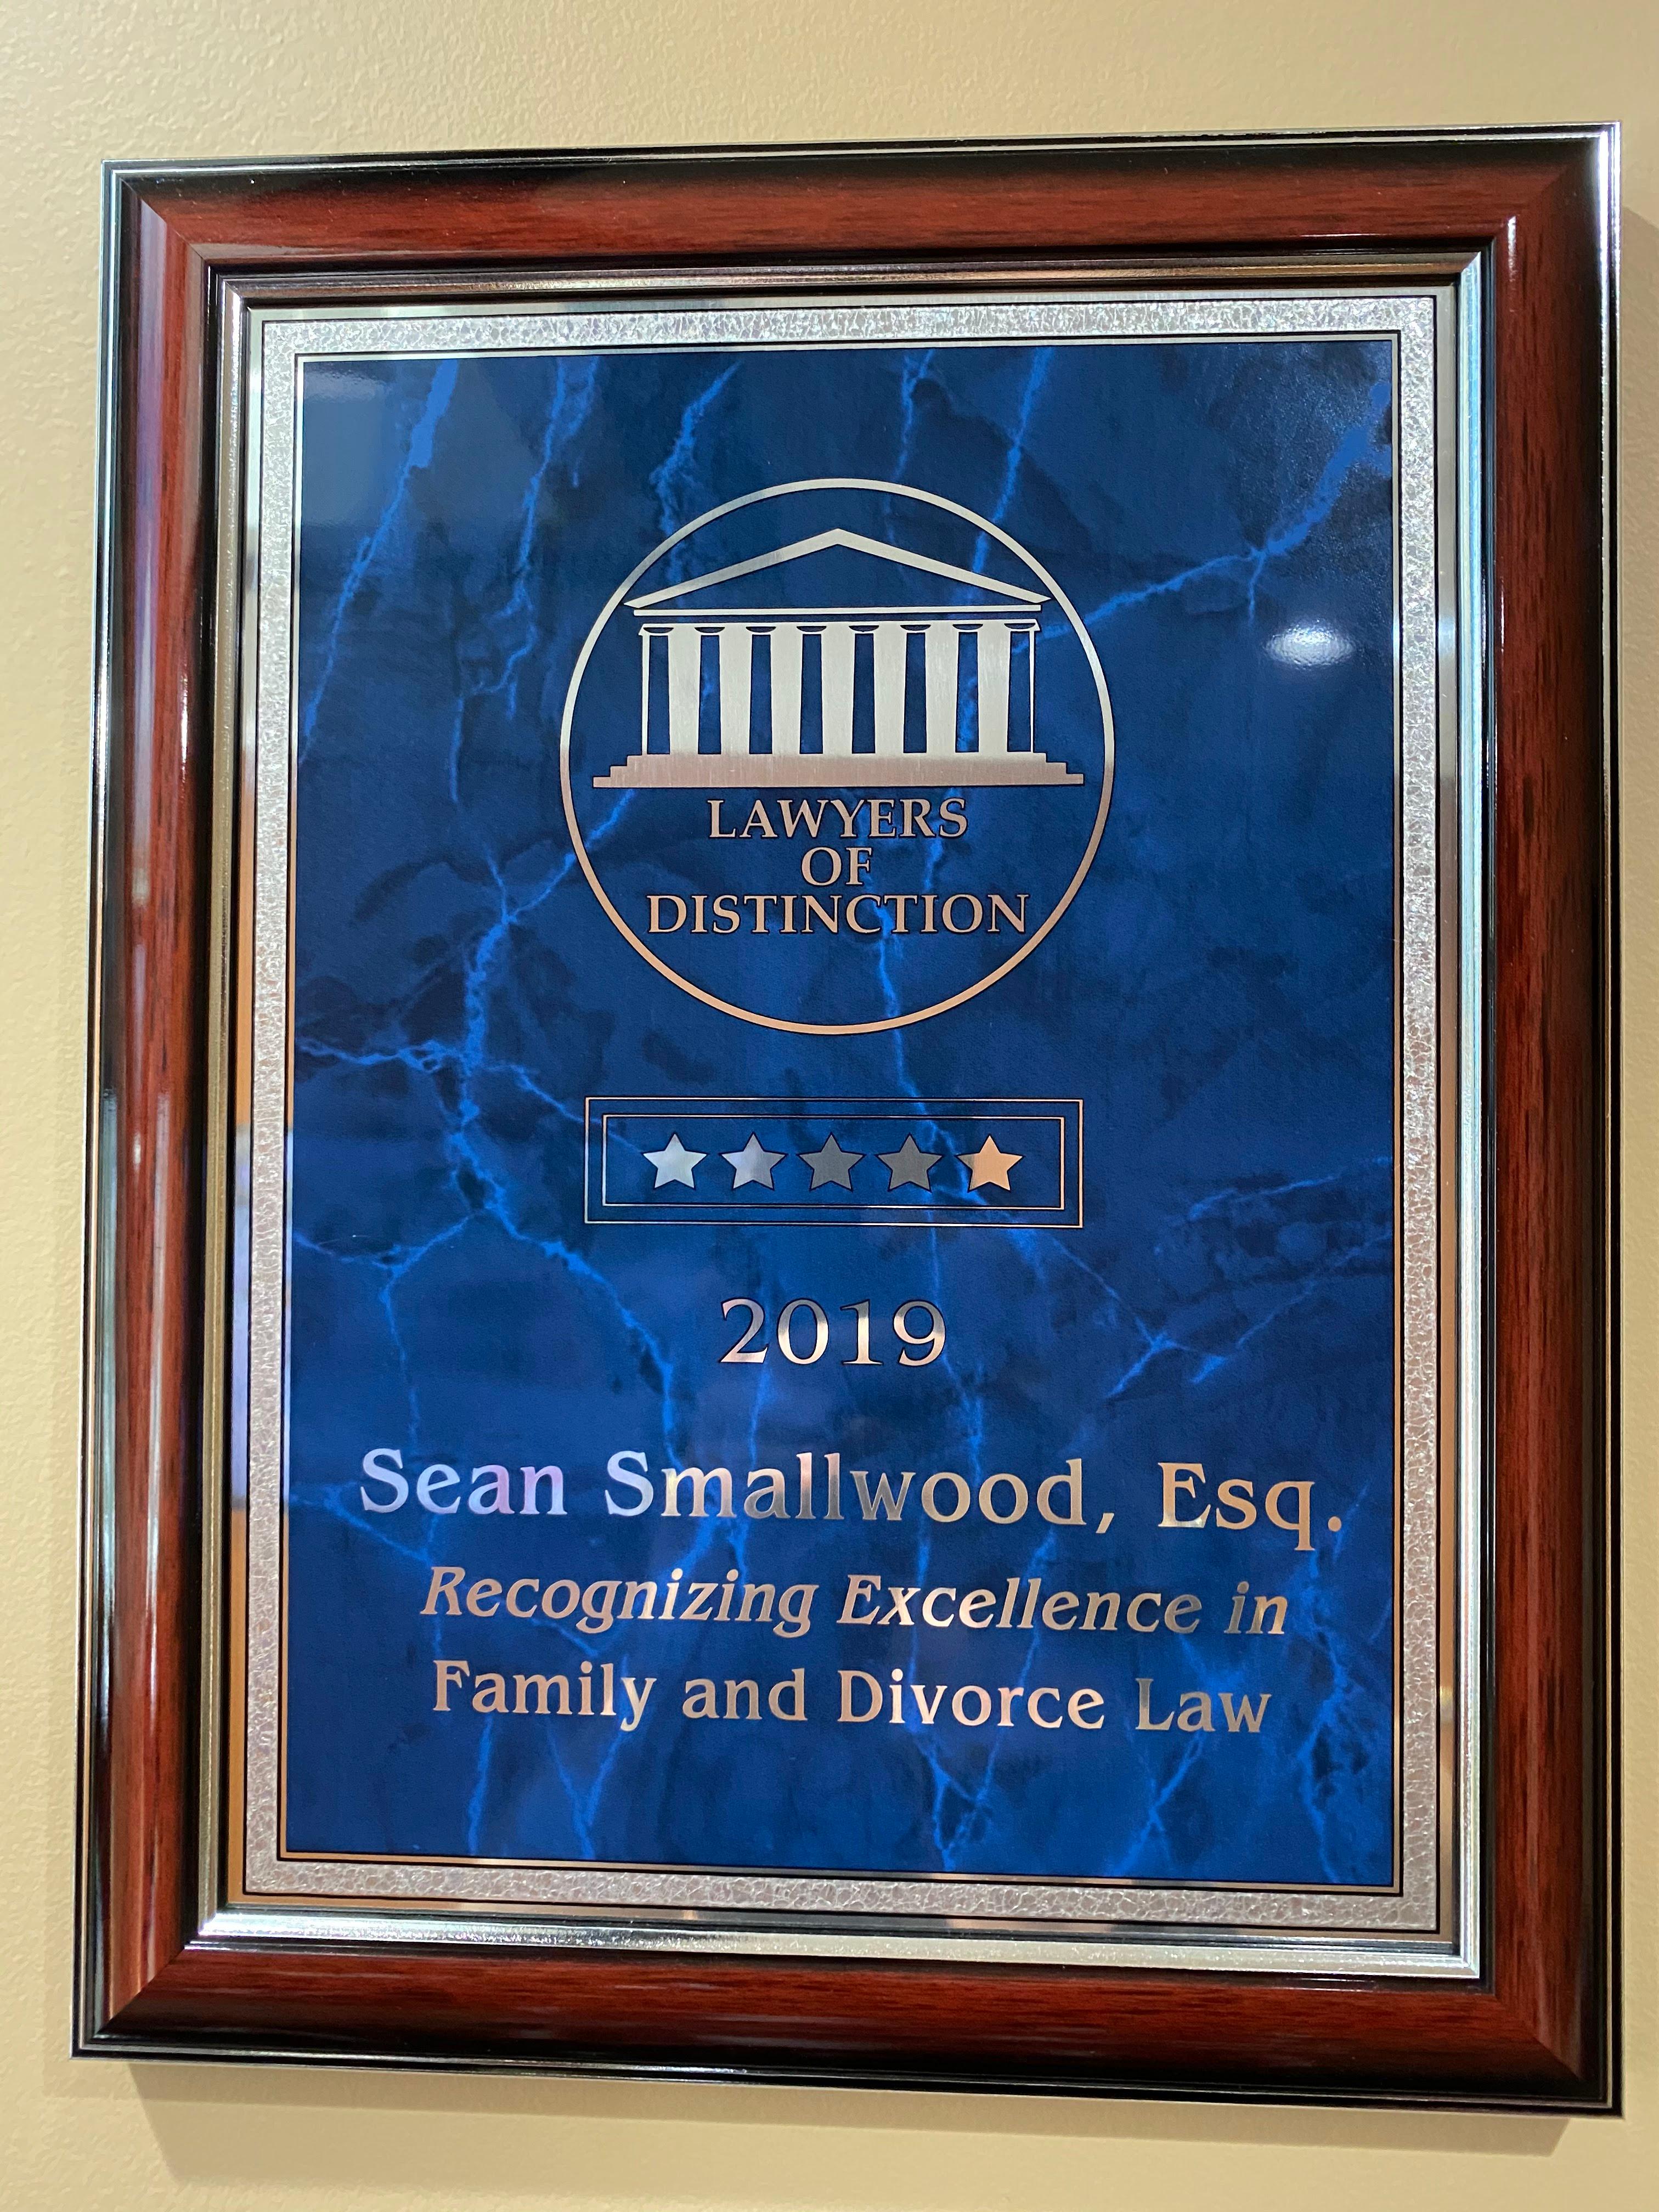 LAWYERS
OF
DISTINCTION
2019
Sean Smallwood, Esq.
Recognizing Excellence in
Family and Divorce Law